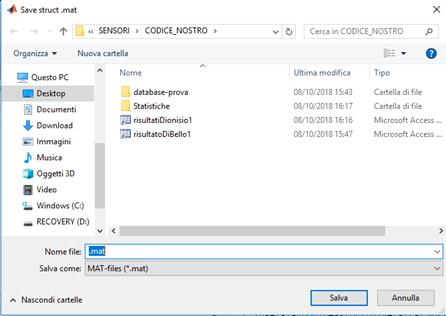 Save struct .mat
« SENSORI > CODICE_NOSTRO >
Cerca in CODICE_NOSTRO
Organizza
Nuova cartella
Questo PC
Desktop
Documenti
Download
Immagini
Musica
Oggetti 3D
Video
Windows (C:)
RECOVERY (D:)
Nome Ultima modifica Tipo
database-prova 08/10/2018 15:43 Cartella di file
Statistiche 08/10/2018 16:17 Cartella di file
risultatiDionisio1 08/10/2018 16:16 Microsoft Access ...
risultatoDiBello1 08/10/2018 15:47 Microsoft Access ...
Nome file: .mat
Salva come: MAT-files (*.mat)
Nascondi cartelle
Salva
Annulla